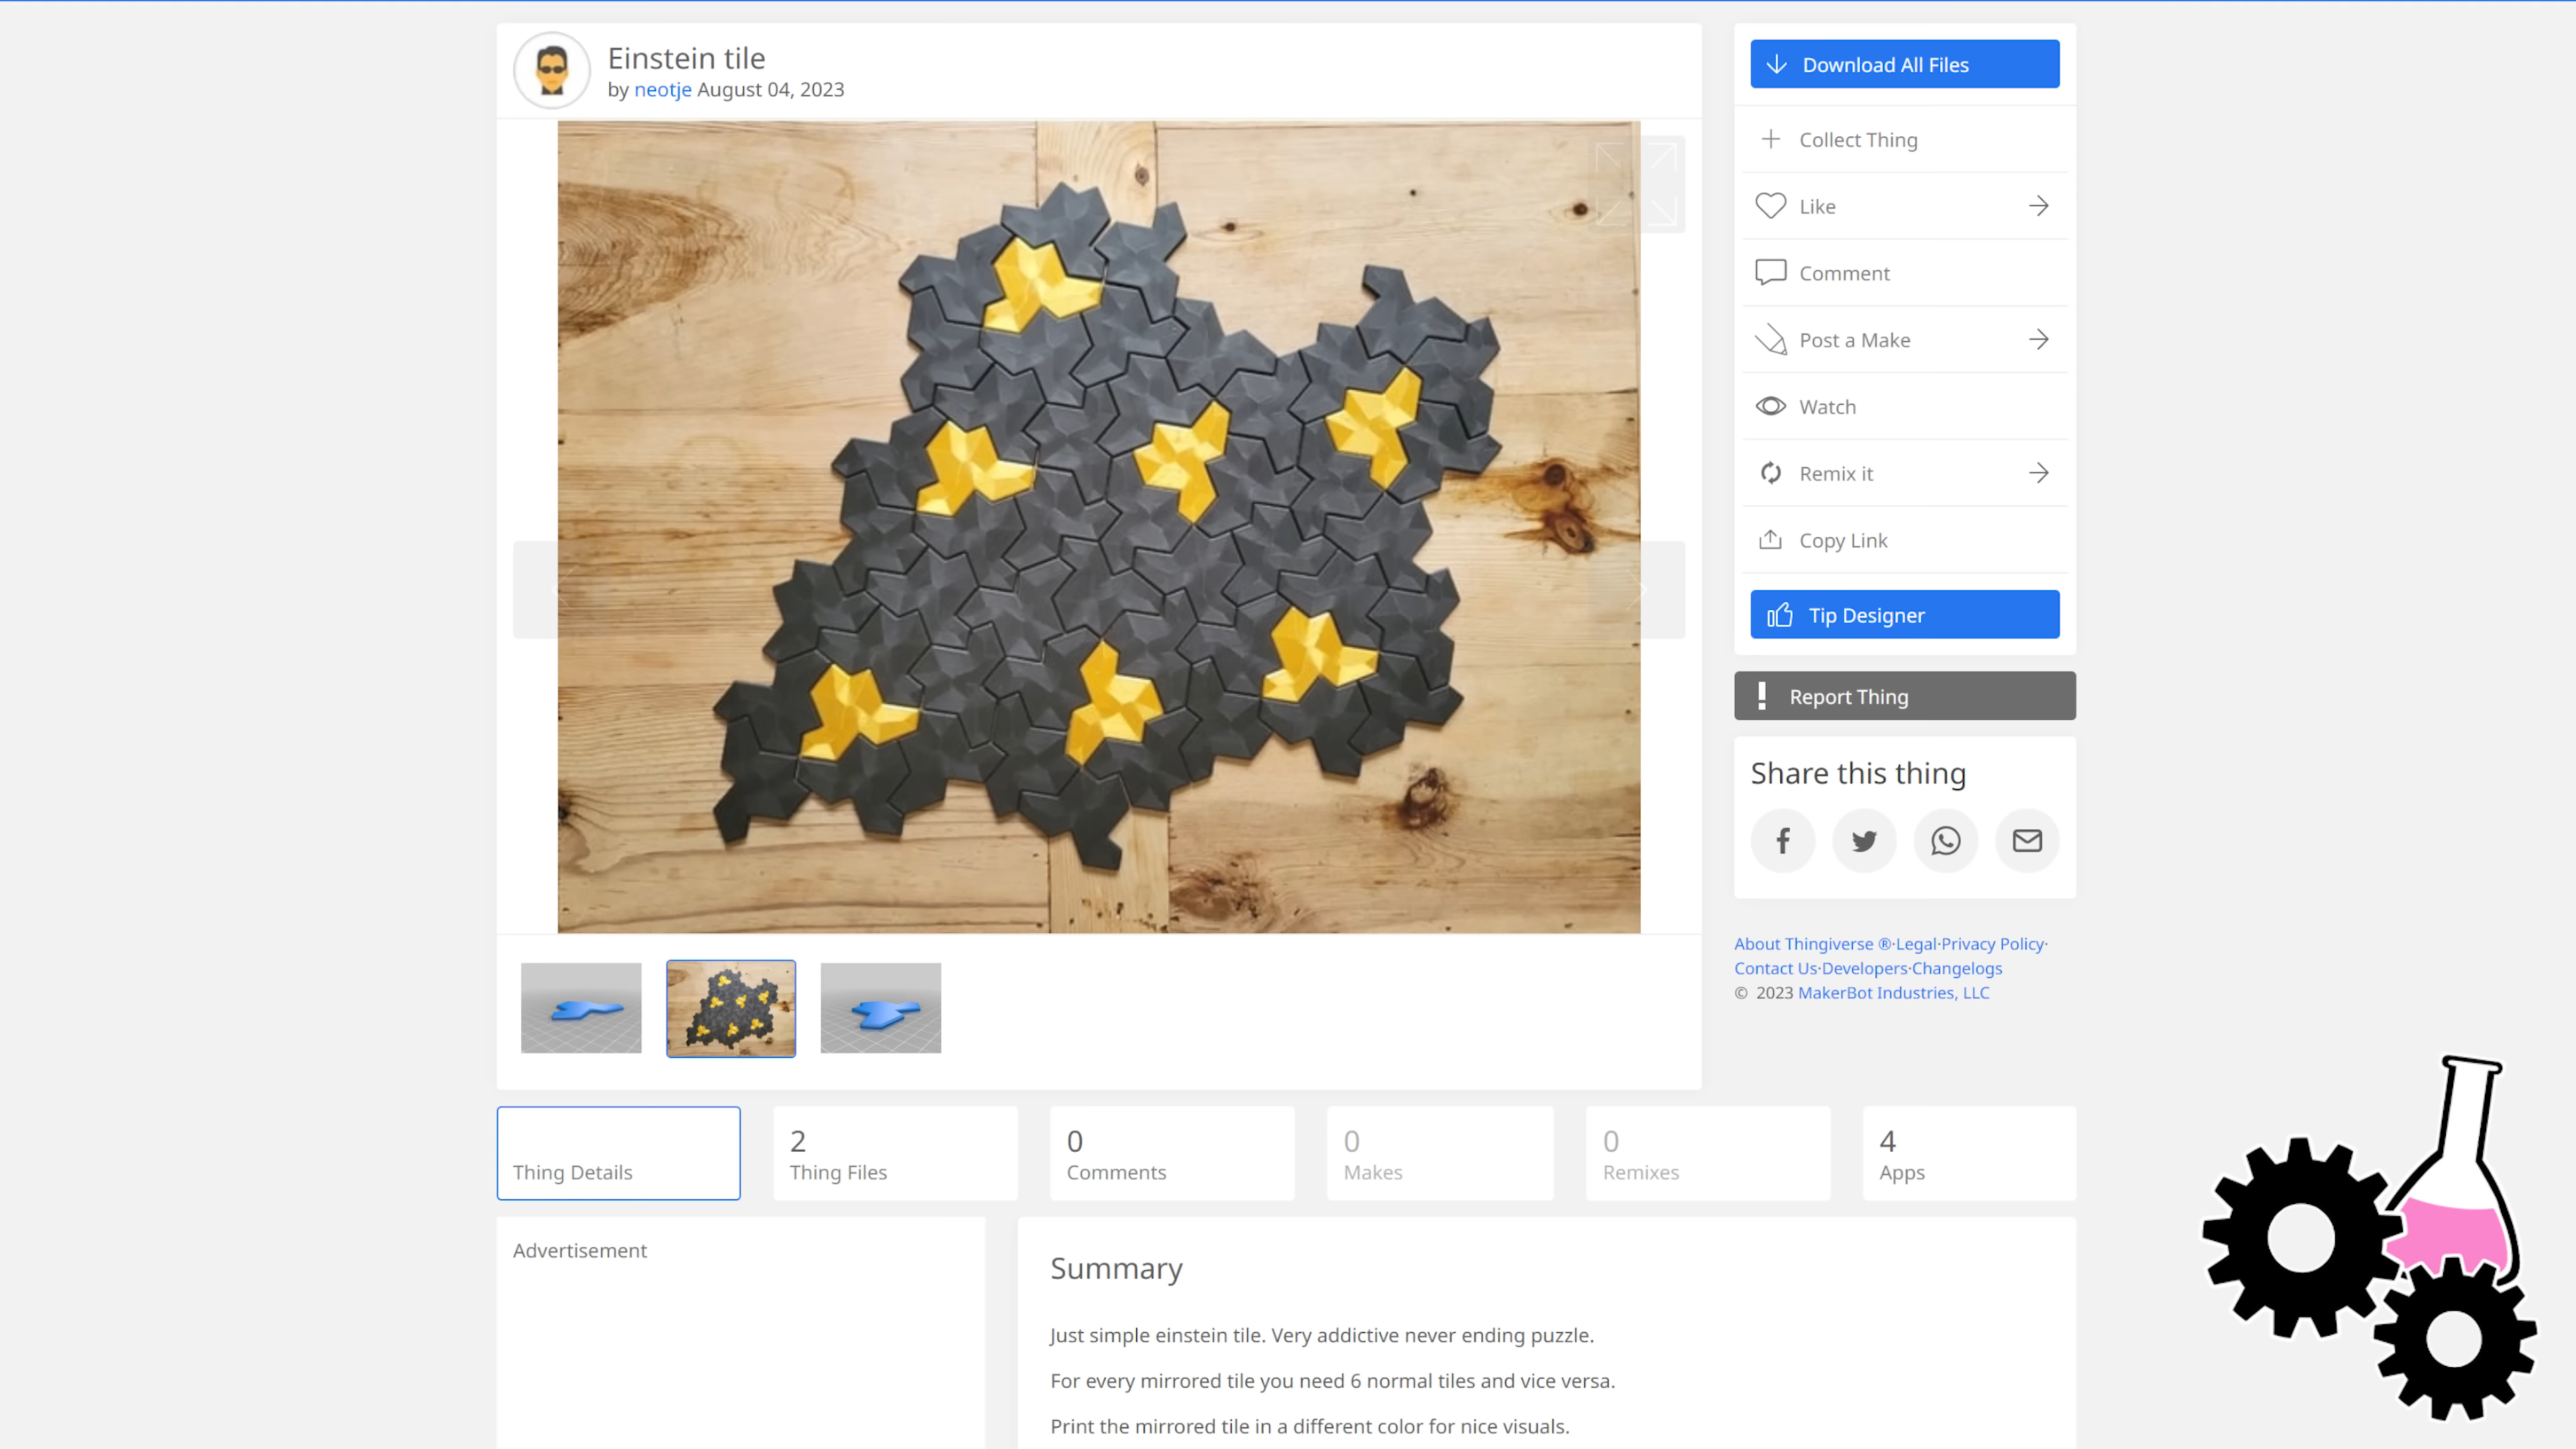 Einstein tile
by neotje August 04, 2023
Download All Files
Collect Thing
Like
Comment
Post a Make
Watch
Remix it
Copy Link
Tip Designer
Report Thing
Share this thing
About Thingiverse ®·Legal·Privacy Policy·
Contact Us·Developers·Changelogs
© 2023 MakerBot Industries, LLC
Thing Details
2
Thing Files
0
Comments
0
Makes
0
Remixes
4
Apps
Advertisement
Summary
Just simple einstein tile. Very addictive never ending puzzle.
For every mirrored tile you need 6 normal tiles and vice versa.
Print the mirrored tile in a different color for nice visuals.